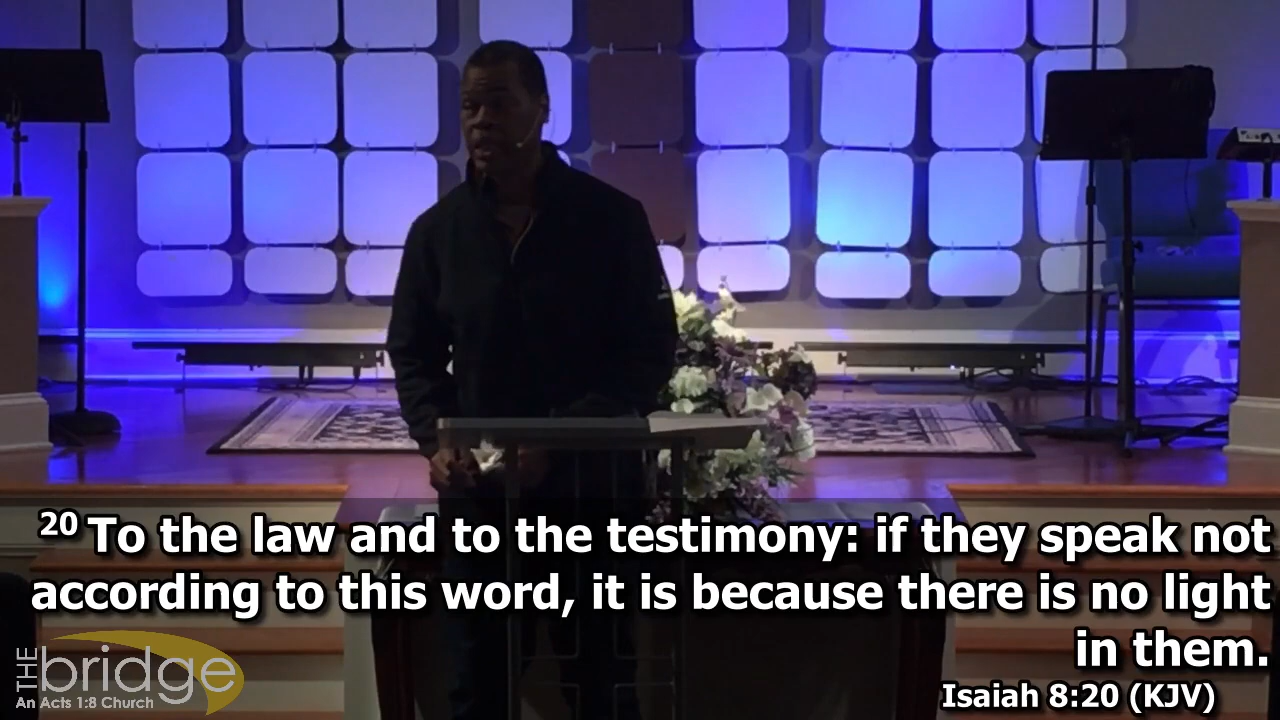 20 To the law and to the testimony: if they speak not
according to this word, it is because there is no light
in them.
Isaiah 8:20 (KJV)
THE bridge
An Acts 1:8 Church